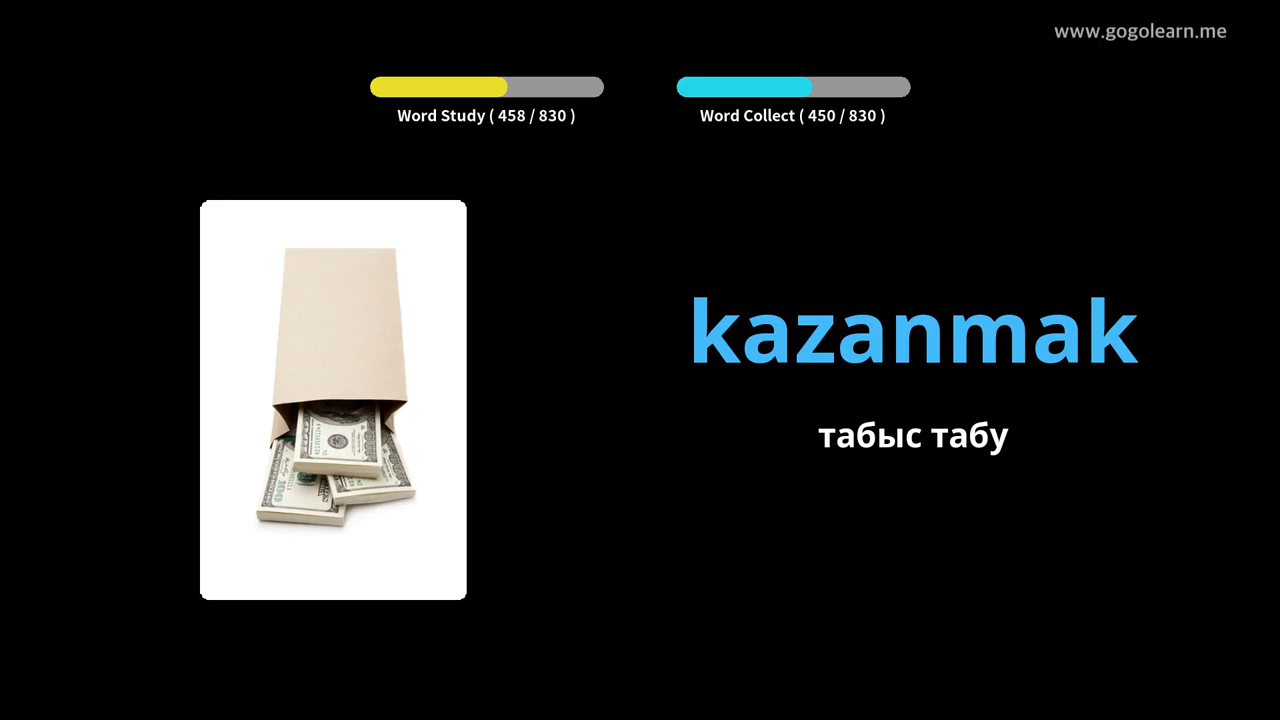 www.gogolearn.me
Word Study ( 458 / 830 )
Word Collect ( 450 / 830 )
kazanmak
табыс табу